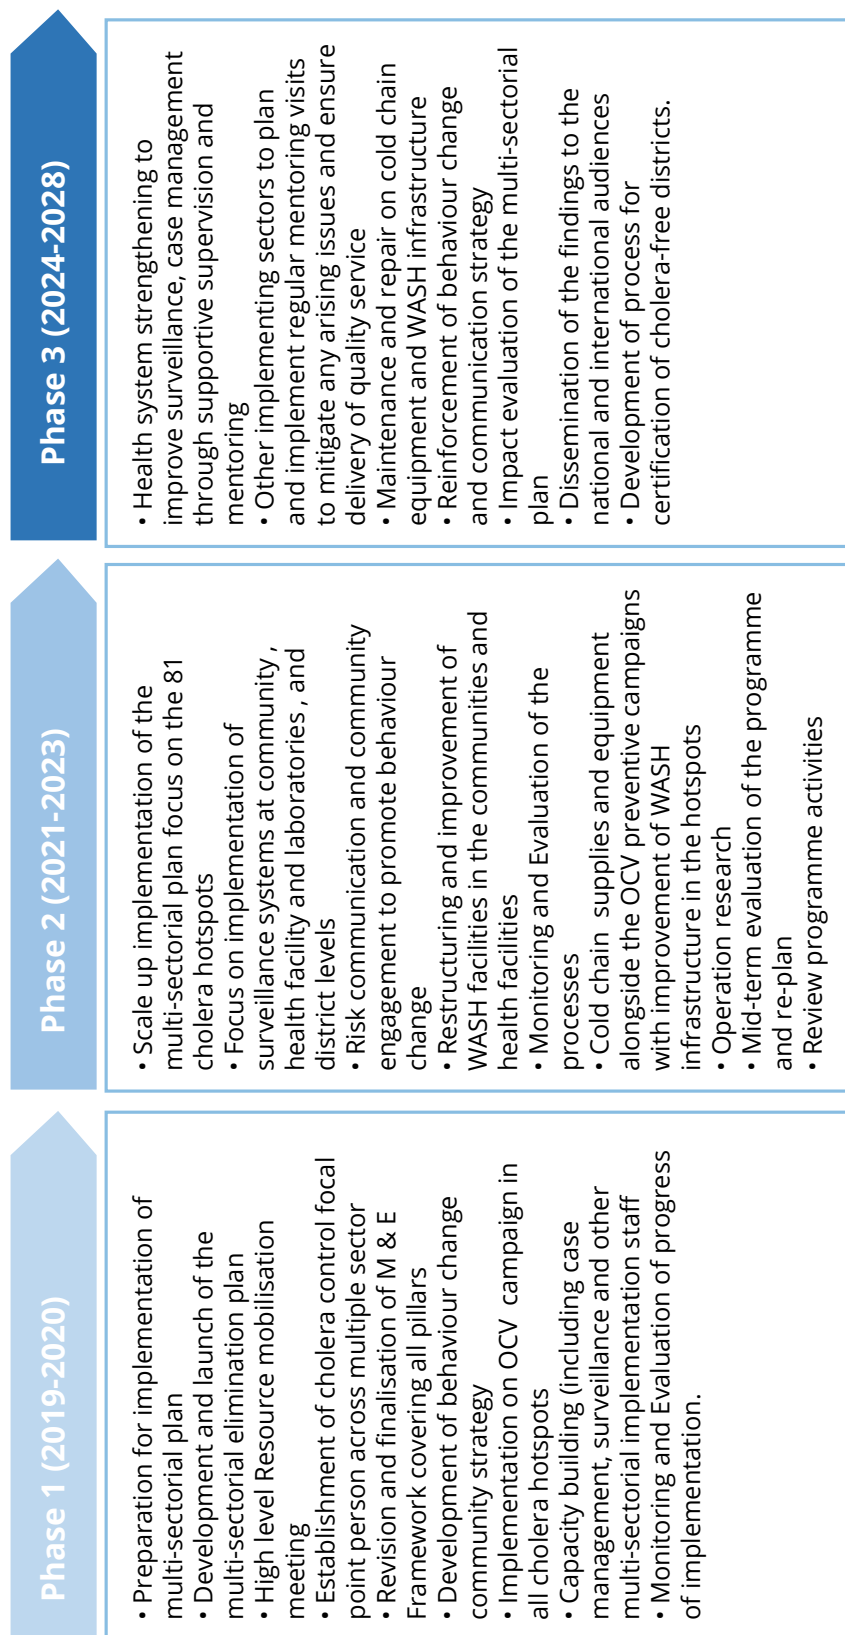 Phase 1 (2019-2020)
• Preparation for implementation of
multi-sectorial plan
• Development and launch of the
multi-sectorial elimination plan
• High level Resource mobilisation
meeting
• Establishment of cholera control focal
point person across multiple sector
• Revision and finalisation of M & E
Framework covering all pillars
• Development of behaviour change
community strategy
• Implementation on OCV campaign in
all cholera hotspots
• Capacity building (including case
management, surveillance and other
multi-sectorial implementation staff
• Monitoring and Evaluation of progress
of implementation.
Phase 2 (2021-2023)
• Scale up implementation of the
multi-sectorial plan focus on the 81
cholera hotspots
• Focus on implementation of
surveillance systems at community ,
health facility and laboratories , and
district levels
• Risk communication and community
engagement to promote behaviour
change
• Restructuring and improvement of
WASH facilities in the communities and
health facilities
• Monitoring and Evaluation of the
processes
• Cold chain supplies and equipment
alongside the OCV preventive campaigns
with improvement of WASH
infrastructure in the hotspots
• Operation research
• Mid-term evaluation of the programme
and re-plan
• Review programme activities
Phase 3 (2024-2028)
• Health system strengthening to
improve surveillance, case management
through supportive supervision and
mentoring
• Other implementing sectors to plan
and implement regular mentoring visits
to mitigate any arising issues and ensure
delivery of quality service
• Maintenance and repair on cold chain
equipment and WASH infrastructure
• Reinforcement of behaviour change
and communication strategy
• Impact evaluation of the multi-sectorial
plan
• Dissemination of the findings to the
national and international audiences
• Development of process for
certification of cholera-free districts.